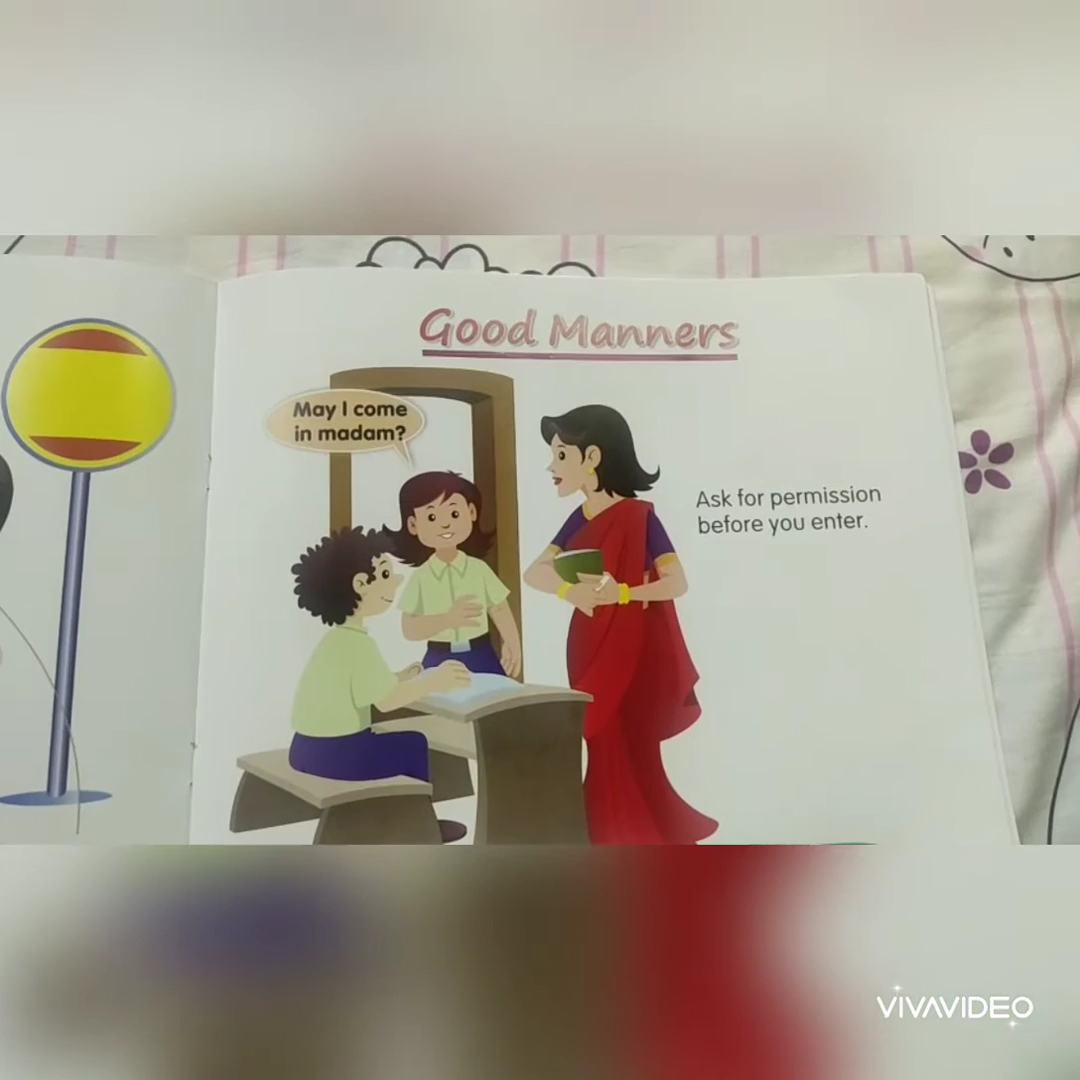 Good Manners
May I come
in madam?
Ask for permission
before you enter.
VIVAVIDEO